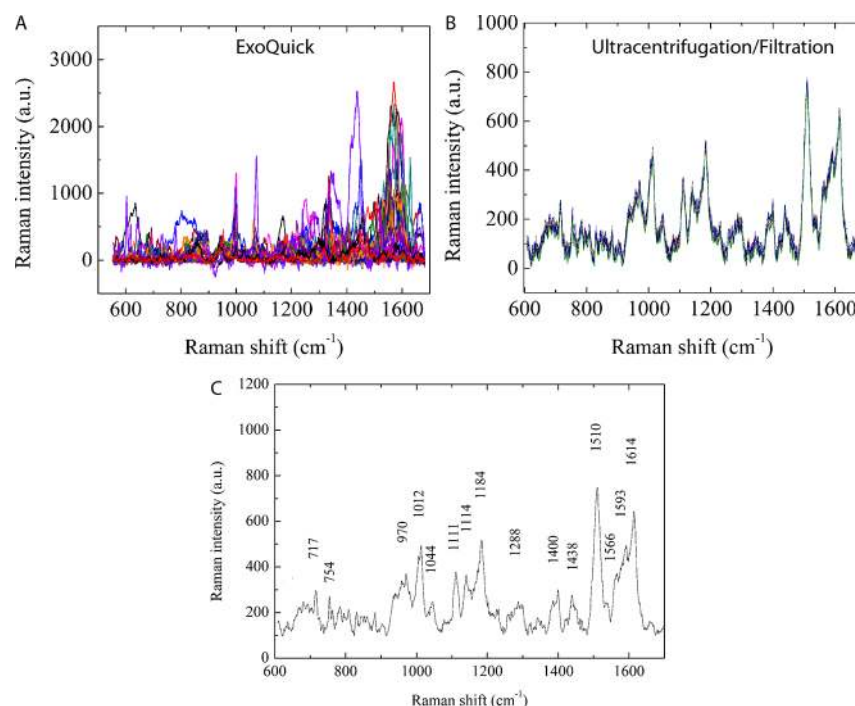 A
ExoQuick
3000
2000
1000
0
600 800 1000 1200 1400 1600
Raman shift (cm-1)
Raman intensity (a.u.)
B
Ultracentrifugation/Filtration
1000
800
600
400
200
0
600 800 1000 1200 1400 1600
Raman shift (cm-1)
Raman intensity (a.u.)
C
1200
1000
800
600
400
200
0
717
754
970
1012
1044
1111
1114
1184
1288
1400
1438
1510
1566
1593
1614
600 800 1000 1200 1400 1600
Raman shift (cm-1)
Raman intensity (a.u.)